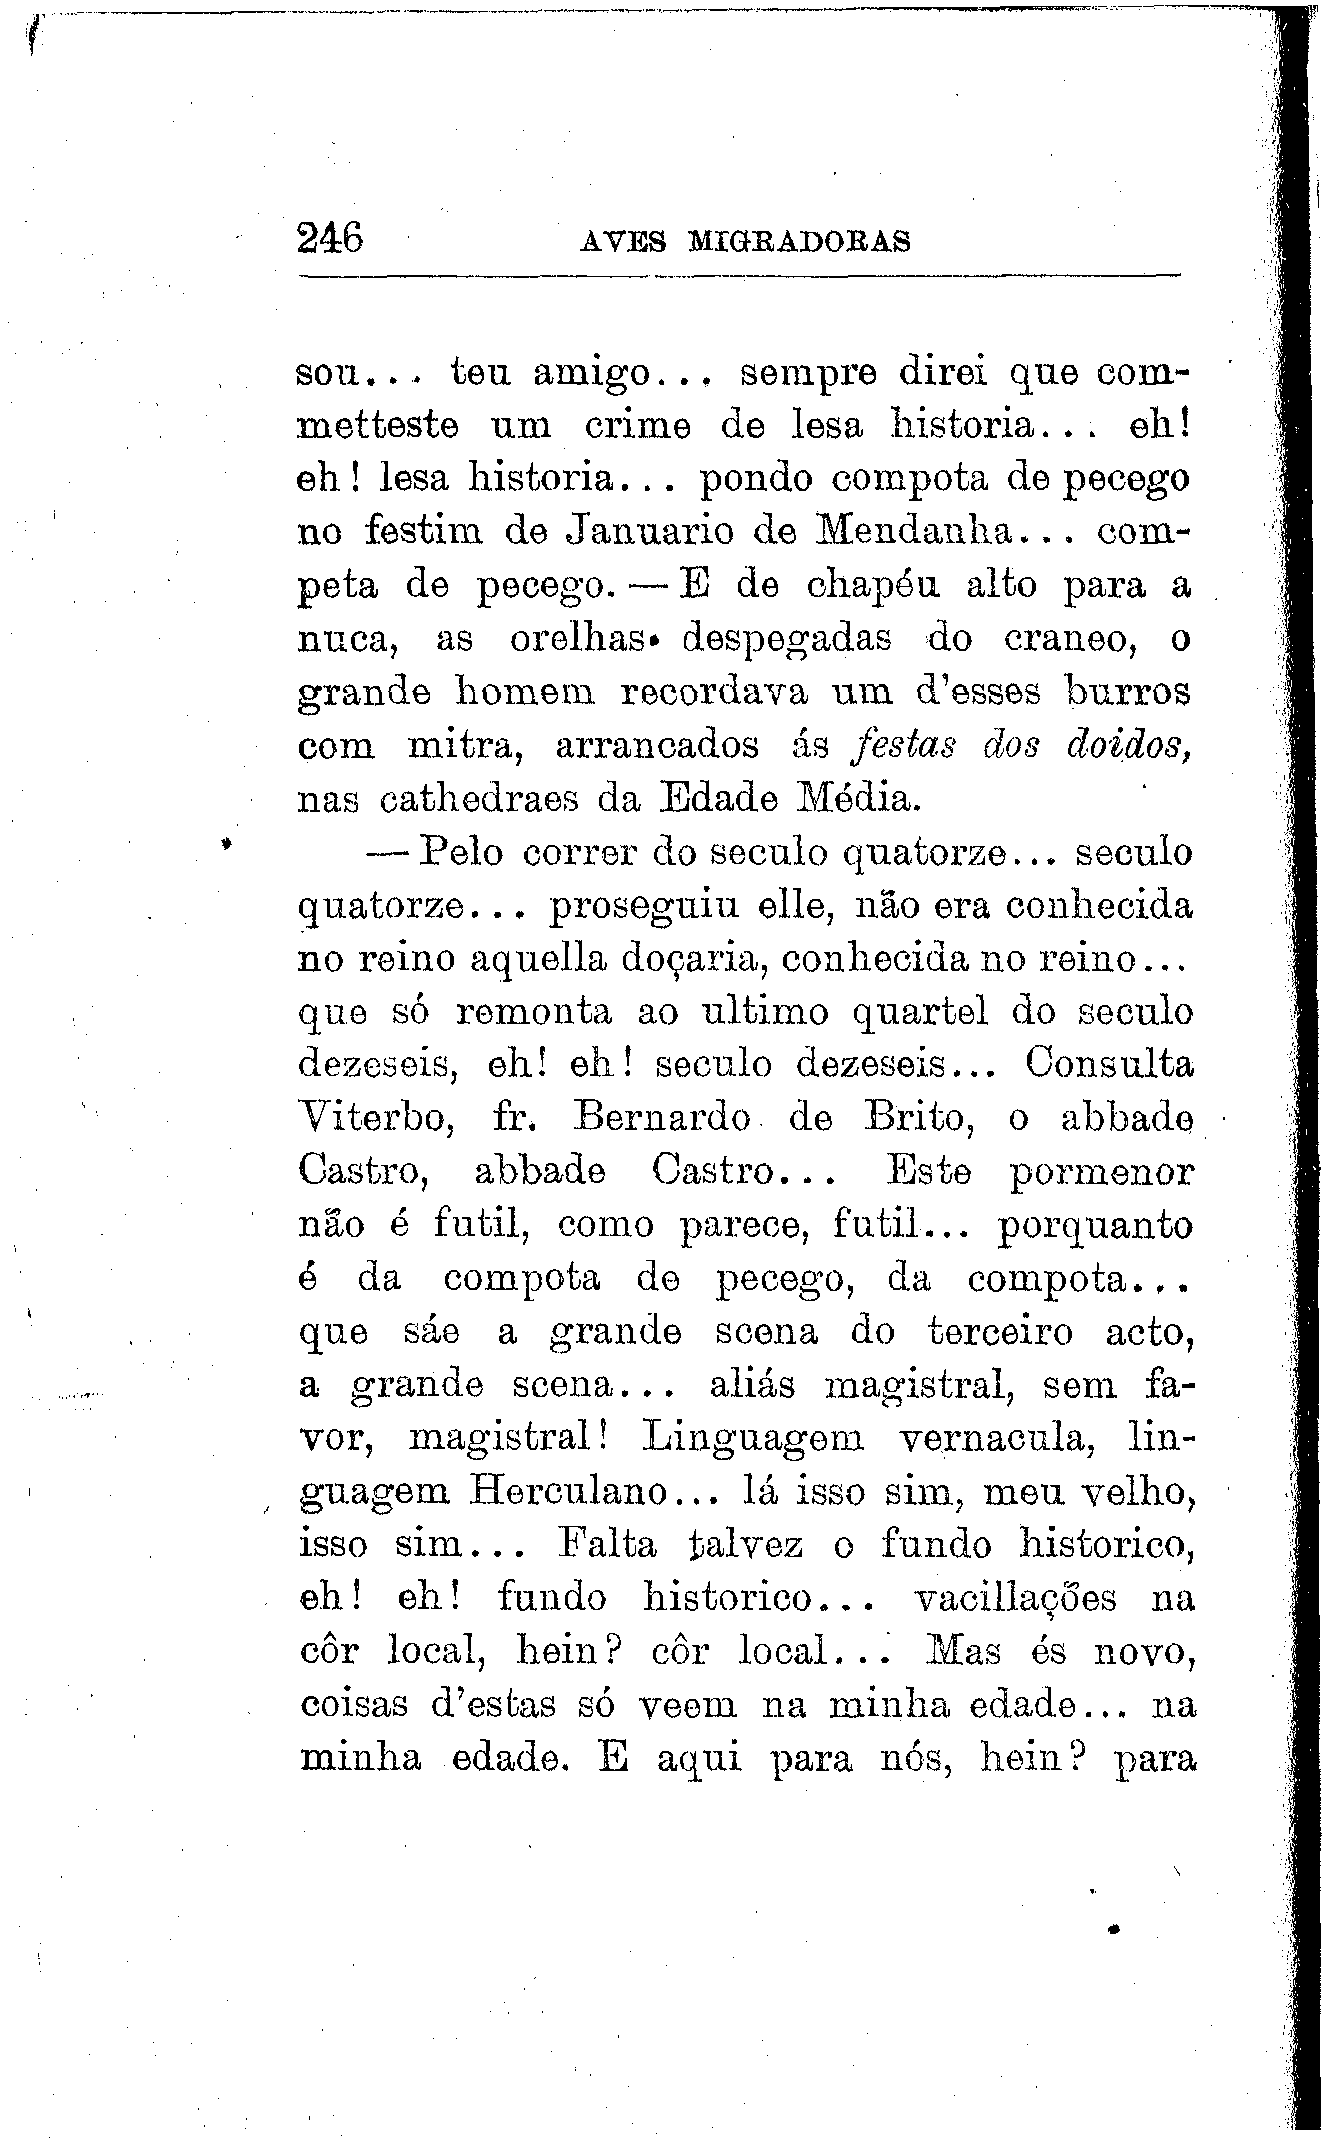 246 AVES MIGRADORAS
sou... teu amigo... sempre direi que com-
metteste um crime de lesa historia... eh!
eh! lesa historia... pondo compota de pecego
no festim de Januario de Mendanha... com-
peta de pecego. — E de chapéu alto para a
nuca, as orelhas despegadas do craneo, o
grande homem recordava um d'esses burros
com mitra, arrancados ás festas dos doidos,
nas cathedraes da Edade Média.
— Pelo correr do seculo quatorze... seculo
quatorze... proseguiu elle, não era conhecida
no reino aquella doçaria, conhecida no reino...
que só remonta ao ultimo quartel do seculo
dezeseis, eh! eh! seculo dezeseis... Consulta
Viterbo, fr. Bernardo de Brito, o abbade
Castro, abbade Castro... Este pormenor
não é futil, como parece, futil... porquanto
é da compota de pecego, da compota...
que sáe a grande scena do terceiro acto,
a grande scena... aliás magistral, sem fa-
vor, magistral! Linguagem vernacula, lin-
guagem Herculano... lá isso sim, meu velho,
isso sim... Falta talvez o fundo historico,
eh! eh! fundo historico... vacillações na
côr local, hein? côr local... Mas és novo,
coisas d'estas só veem na minha edade... na
minha edade. E aqui para nós, hein? para